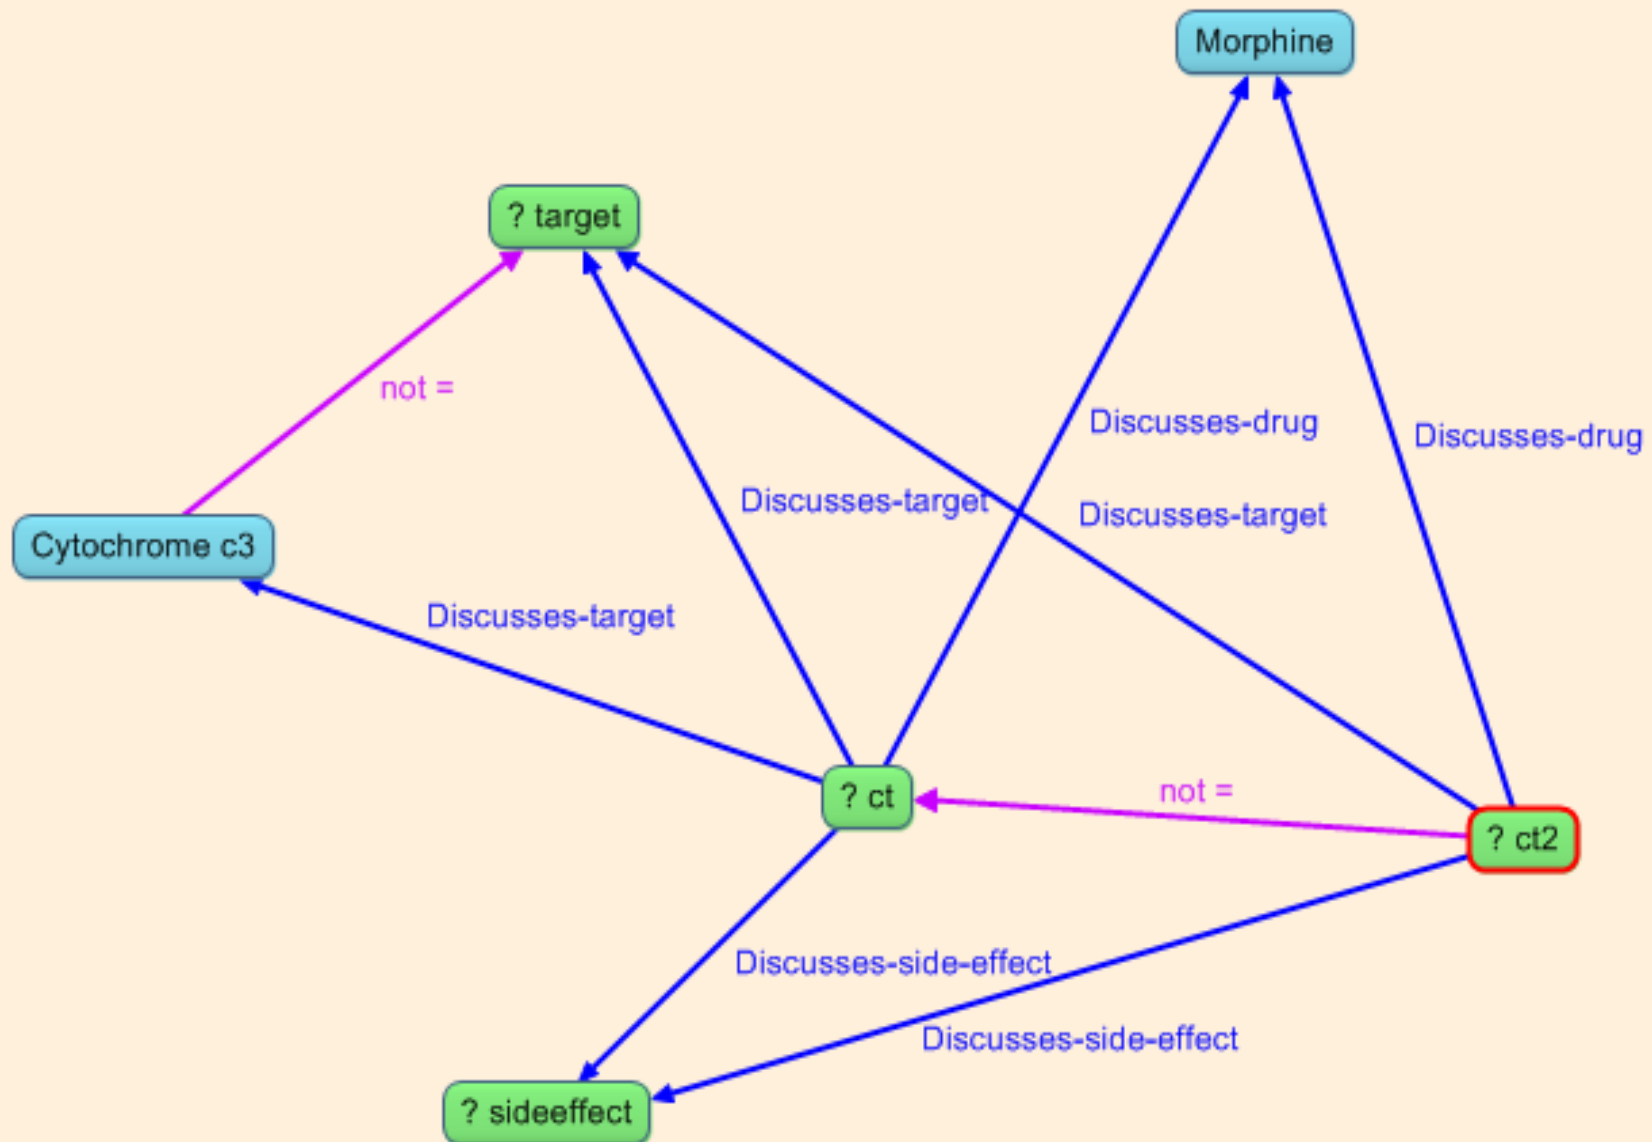 Morphine
? target
not =
Discusses-drug
Discusses-drug
Discusses-target
Discusses-target
Cytochrome c3
Discusses-target
? ct
not =
? ct2
Discusses-side-effect
Discusses-side-effect
? sideeffect